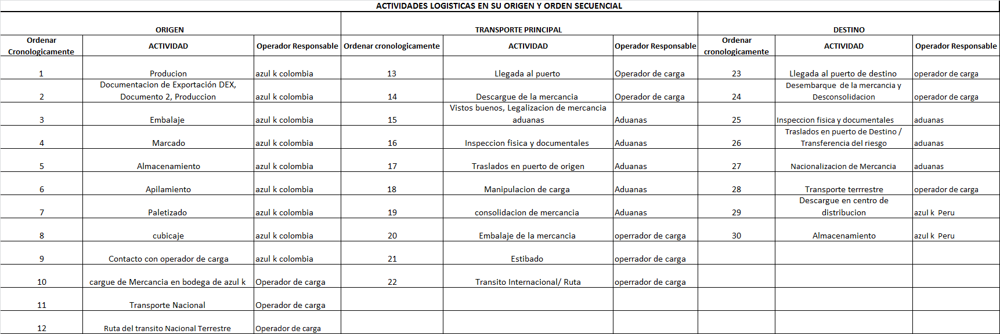 ACTIVIDADES LOGISTICAS EN SU ORIGEN Y ORDEN SECUENCIAL
ORIGEN TRANSPORTE PRINCIPAL DESTINO
Ordenar Cronologicamente ACTIVIDAD Operador Responsable Ordenar cronologicamente ACTIVIDAD Operador Responsable Ordenar cronologicamente ACTIVIDAD Operador Responsable
1 Producion azul k colombia 13 Llegada al puerto Operador de carga 23 Llegada al puerto de destino operador de carga
2 Documentacion de Exportación DEX, Documento 2, Produccion azul k colombia 14 Descargue de la mercancia Operador de carga 24 Desembarque de la mercancia y Desconsolidacion operador de carga
3 Embalaje azul k colombia 15 Vistos buenos, Legalizacion de mercancia aduanas Aduanas 25 Inspeccion fisica y documentales aduanas
4 Marcado azul k colombia 16 Inspeccion fisica y documentales Aduanas 26 Traslados en puerto de Destino / Transferencia del riesgo aduanas
5 Almacenamiento azul k colombia 17 Traslados en puerto de origen Aduanas 27 Nacionalizacion de Mercancia aduanas
6 Apilamiento azul k colombia 18 Manipulacion de carga Aduanas 28 Transporte terrrestre operador de carga
7 Paletizado azul k colombia 19 consolidacion de mercancia Aduanas 29 Descargue en centro de distribucion azul k Peru
8 cubicaje azul k colombia 20 Embalaje de la mercancia operrador de carga 30 Almacenamiento azul k Peru
9 Contacto con operador de carga azul k colombia 21 Estibado operrador de carga
10 cargue de Mercancia en bodega de azul k Operador de carga 22 Transito Internacional/ Ruta operrador de carga
11 Transporte Nacional Operador de carga
12 Ruta del transito Nacional Terrestre Operador de carga